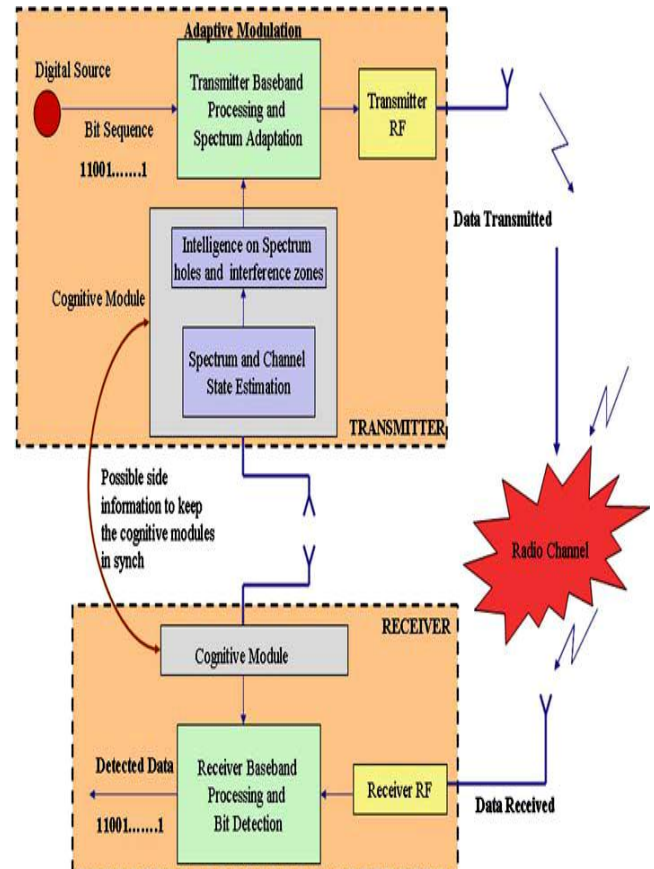 Adaptive Modulation
Digital Source
Bit Sequence
11001.......1
Transmitter Baseband
Processing and
Spectrum Adaptation
Transmitter
RF
Data Transmitted
Intelligence on Spectrum
holes and interference zones
Cognitive Module
Spectrum and Channel
State Estimation
TRANSMITTER
Possible side
information to keep
the cognitive modules
in synch
Radio Channel
RECEIVER
Cognitive Module
Detected Data
11001.......1
Receiver Baseband
Processing and
Bit Detection
Receiver RF
Data Received